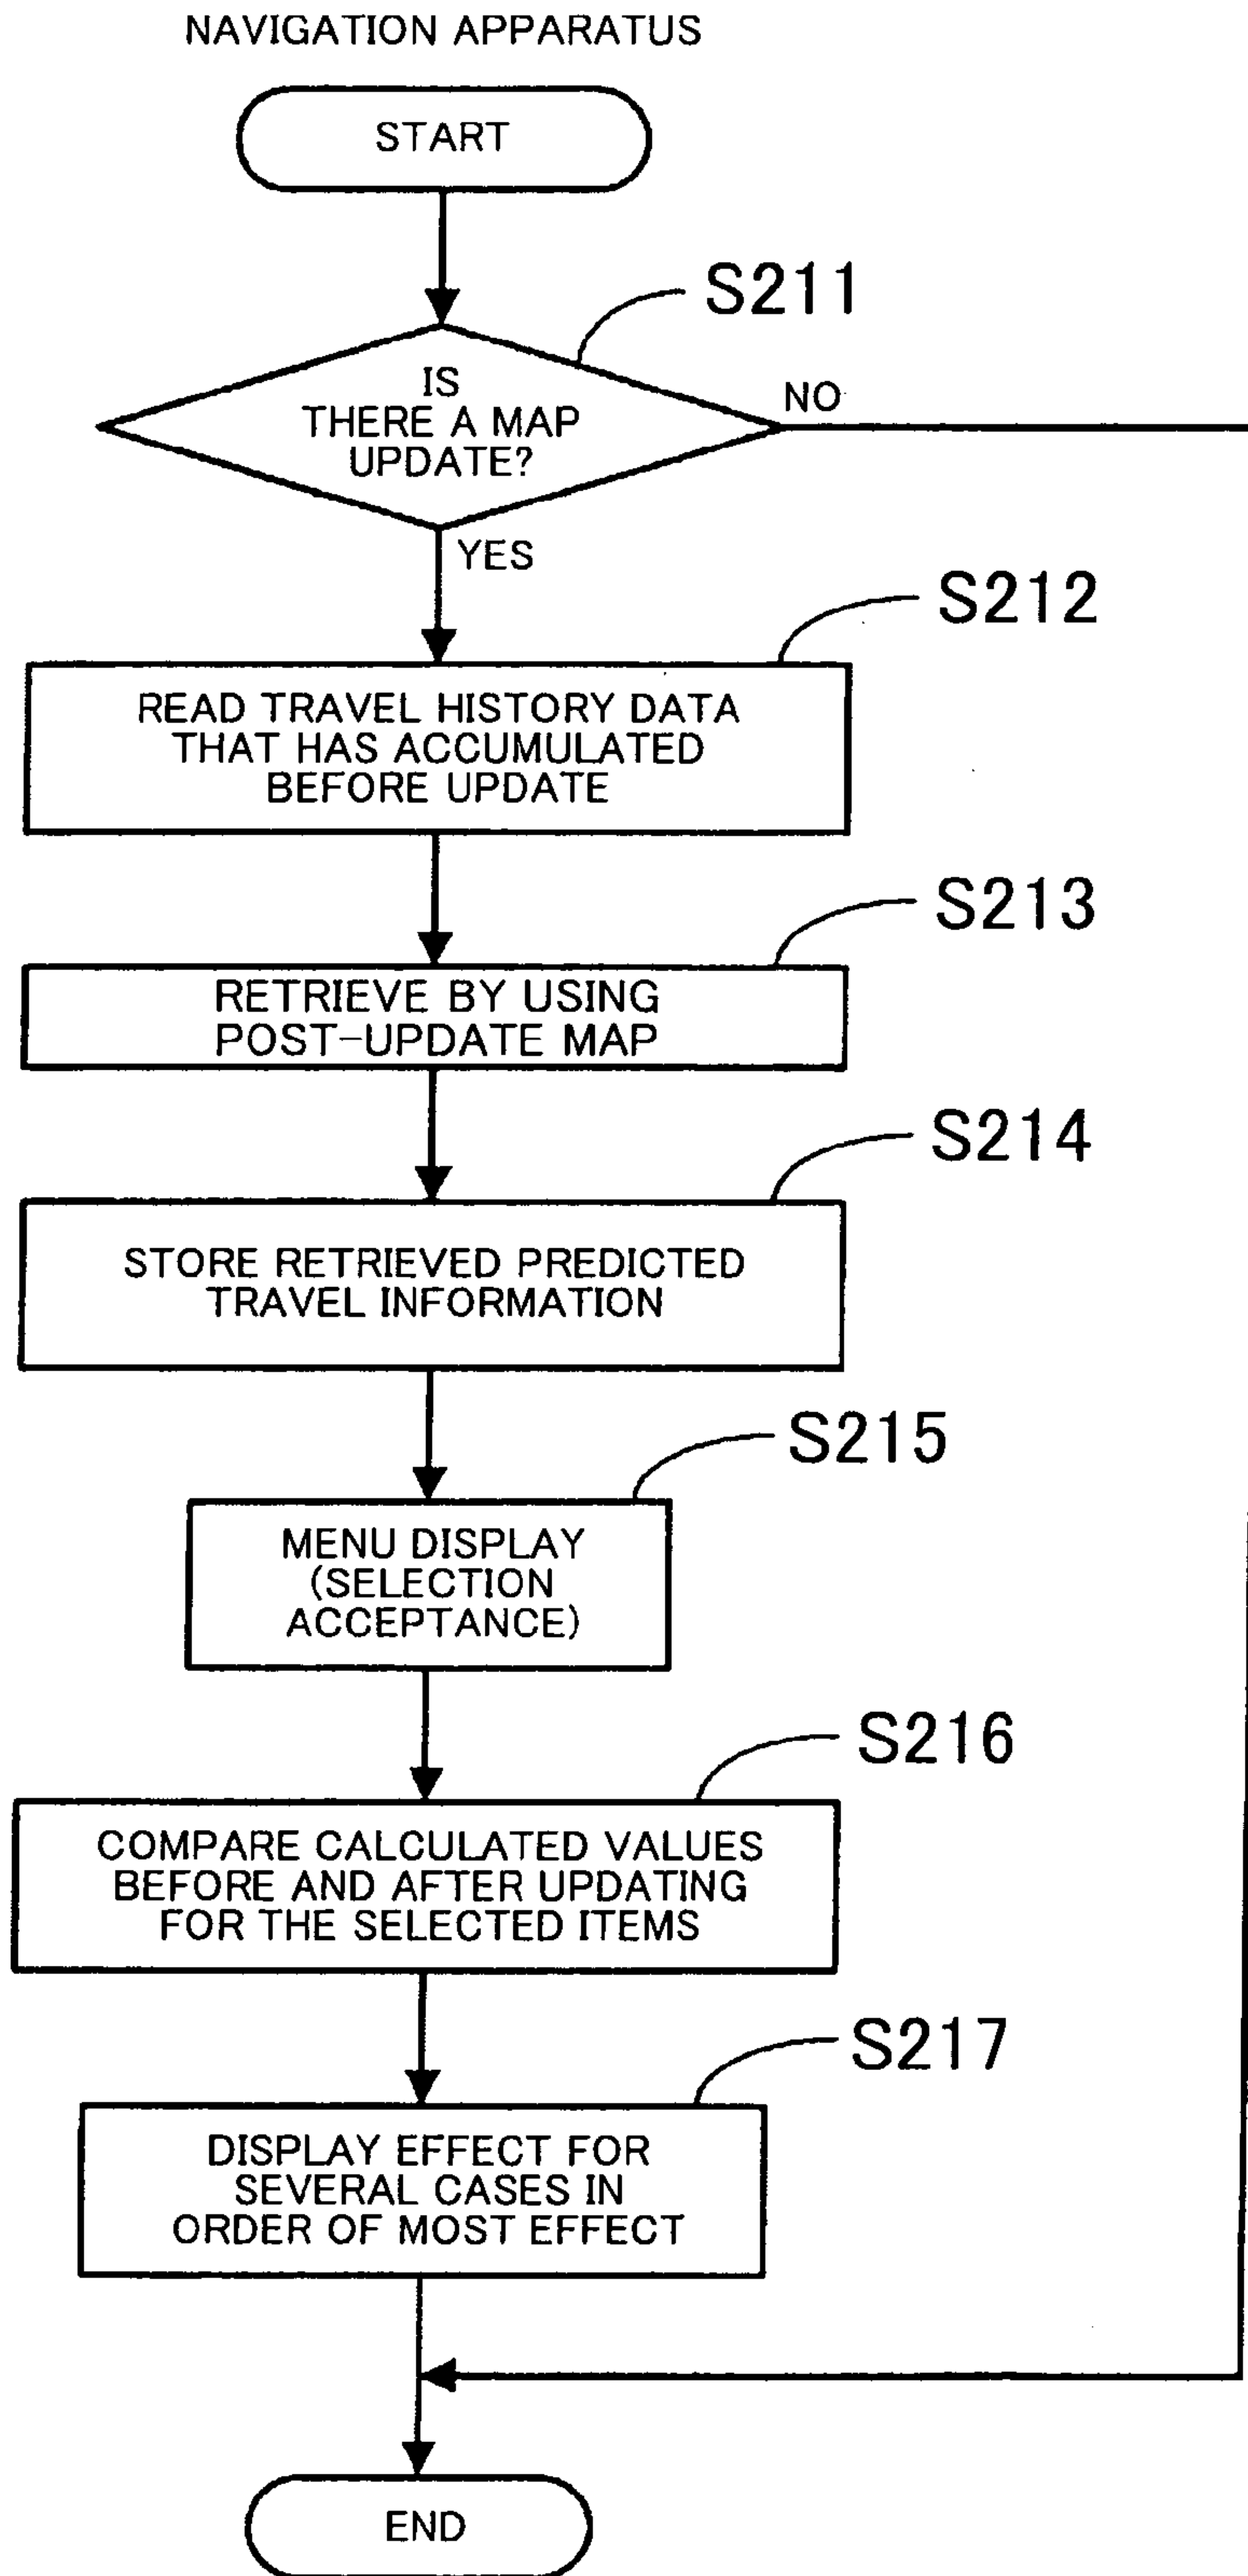 NAVIGATION APPARATUS
START
S211
IS
THERE A MAP
UPDATE?
NO
YES
S212
READ TRAVEL HISTORY DATA
THAT HAS ACCUMULATED
BEFORE UPDATE
S213
RETRIEVE BY USING
POST-UPDATE MAP
S214
STORE RETRIEVED PREDICTED
TRAVEL INFORMATION
S215
MENU DISPLAY
(SELECTION
ACCEPTANCE)
S216
COMPARE CALCULATED VALUES
BEFORE AND AFTER UPDATING
FOR THE SELECTED ITEMS
S217
DISPLAY EFFECT FOR
SEVERAL CASES IN
ORDER OF MOST EFFECT
END